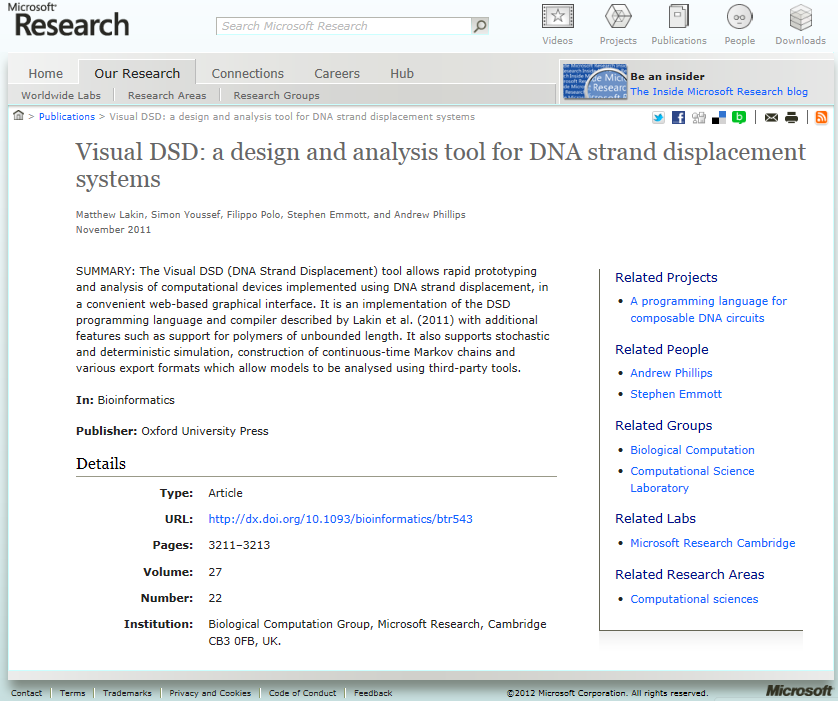 Microsoft®
Research
Search Microsoft Research
Videos
Projects
Publications
People
Downloads
Home
Our Research
Connections
Careers
Hub
Worldwide Labs
Research Areas
Research Groups
Be an insider
The Inside Microsoft Research blog
> Publications > Visual DSD: a design and analysis tool for DNA strand displacement systems
Visual DSD: a design and analysis tool for DNA strand displacement
systems
Matthew Lakin, Simon Youssef, Filippo Polo, Stephen Emmott, and Andrew Phillips
November 2011
SUMMARY: The Visual DSD (DNA Strand Displacement) tool allows rapid prototyping
and analysis of computational devices implemented using DNA strand displacement, in
a convenient web-based graphical interface. It is an implementation of the DSD
programming language and compiler described by Lakin et al. (2011) with additional
features such as support for polymers of unbounded length. It also supports stochastic
and deterministic simulation, construction of continuous-time Markov chains and
various export formats which allow models to be analysed using third-party tools.
In: Bioinformatics
Publisher: Oxford University Press
Details
Type: Article
URL: http://dx.doi.org/10.1093/bioinformatics/btr543
Pages: 3211–3213
Volume: 27
Number: 22
Institution: Biological Computation Group, Microsoft Research, Cambridge
CB3 0FB, UK.
Related Projects
• A programming language for
composable DNA circuits
Related People
• Andrew Phillips
• Stephen Emmott
Related Groups
• Biological Computation
• Computational Science
Laboratory
Related Labs
• Microsoft Research Cambridge
Related Research Areas
• Computational sciences
Contact
Terms
Trademarks
Privacy and Cookies
Code of Conduct
Feedback
©2012 Microsoft Corporation. All rights reserved.
Microsoft